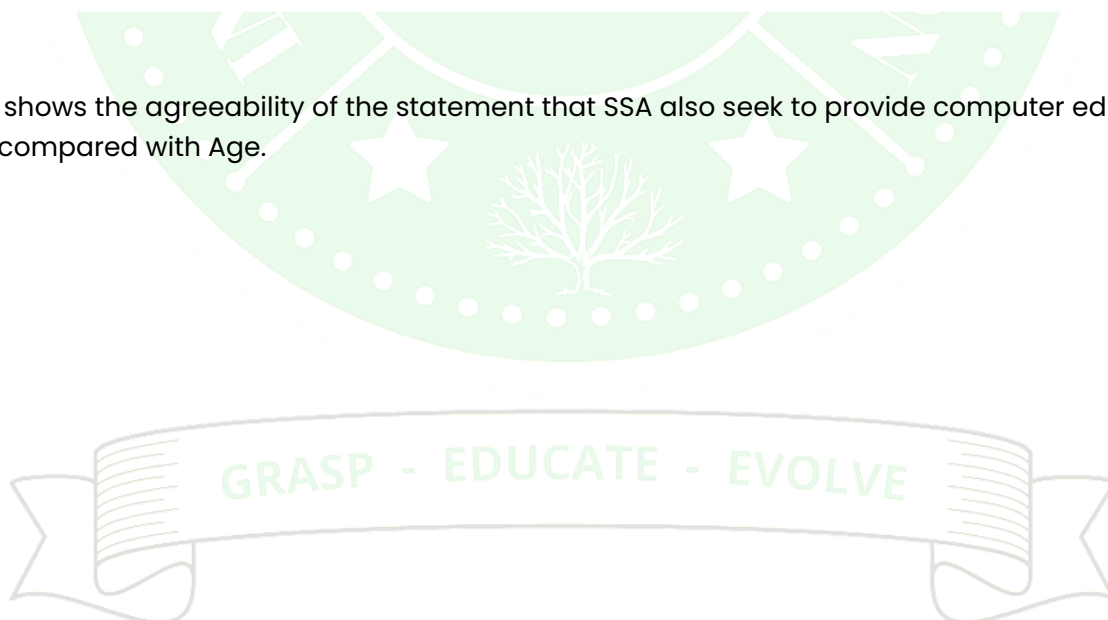 shows the agreeability of the statement that SSA also seek to provide computer ed
compared with Age.
GRASP - EDUCATE - EVOLVE